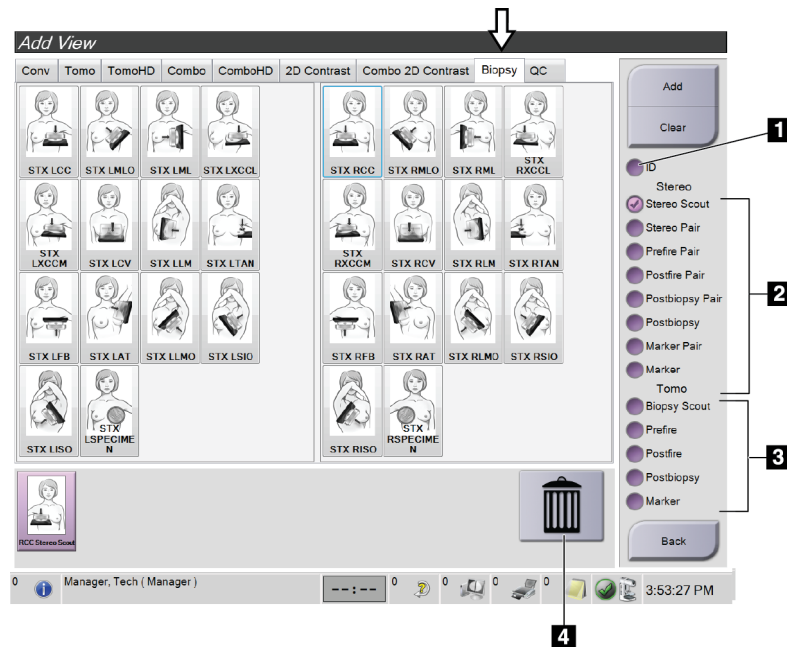 Add View
Conv Tomo TomoHD Combo ComboHD 2D Contrast Combo 2D Contrast Biopsy QC
STX LCC STX LMLO STX LML STX LXCCL
STX RCC STX RMLO STX RML STX RXCCL
STX LXCCM STX LCV STX LLM STX LTAN
STX RXCCM STX RCV STX RLM STX RTAN
STX LFB STX LAT STX LLMO STX LSIO
STX RFB STX RAT STX RLMO STX RSIO
STX LISO STX LSPECIMEN
STX RISO STX RSPECIMEN
Add
Clear
1
ID
Stereo
Stereo Scout
Stereo Pair
Prefire Pair
Postfire Pair
Postbiopsy Pair
Postbiopsy
Marker Pair
Marker
2
Tomo
Biopsy Scout
Prefire
Postfire
Postbiopsy
Marker
3
Back
RCC Stereo Scout
0 Manager, Tech ( Manager ) --:-- 0 0 0 0 3:53:27 PM
4